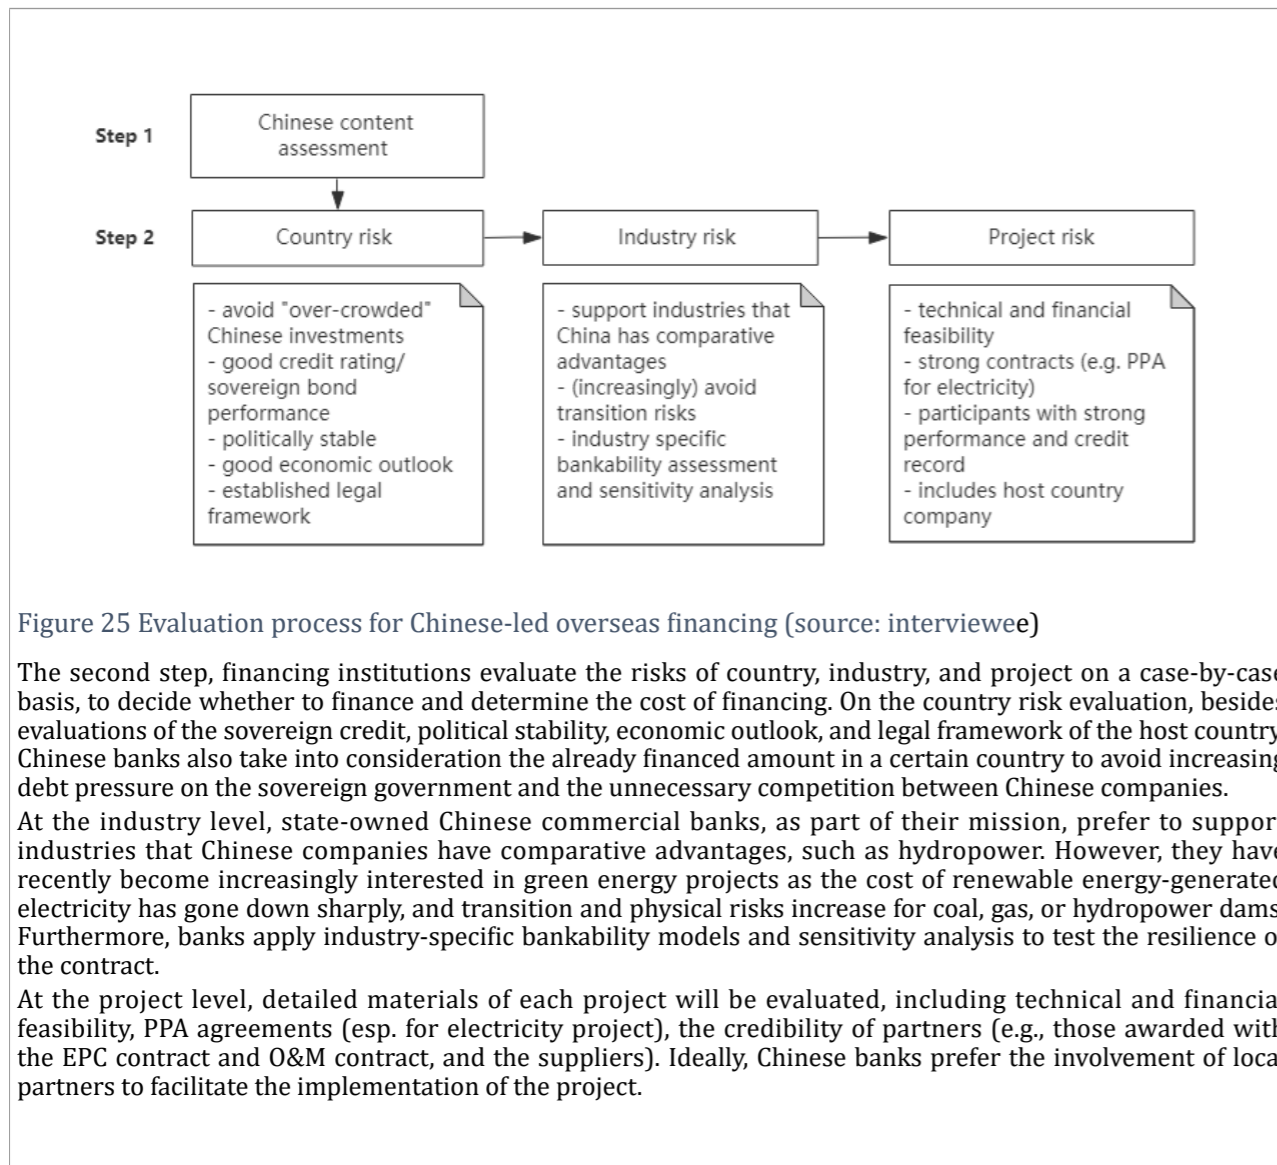 Step 1
Chinese content
assessment
Step 2
Country risk
Industry risk
Project risk
- avoid "over-crowded"
Chinese investments
- good credit rating/
sovereign bond
performance
- politically stable
- good economic outlook
- established legal
framework
- support industries that
China has comparative
advantages
- (increasingly) avoid
transition risks
- industry specific
bankability assessment
and sensitivity analysis
- technical and financial
feasibility
- strong contracts (e.g. PPA
for electricity)
- participants with strong
performance and credit
record
- includes host country
company
Figure 25 Evaluation process for Chinese-led overseas financing (source: interviewee)
The second step, financing institutions evaluate the risks of country, industry, and project on a case-by-case
basis, to decide whether to finance and determine the cost of financing. On the country risk evaluation, besides
evaluations of the sovereign credit, political stability, economic outlook, and legal framework of the host country
Chinese banks also take into consideration the already financed amount in a certain country to avoid increasing
debt pressure on the sovereign government and the unnecessary competition between Chinese companies.
At the industry level, state-owned Chinese commercial banks, as part of their mission, prefer to support
industries that Chinese companies have comparative advantages, such as hydropower. However, they have
recently become increasingly interested in green energy projects as the cost of renewable energy-generated
electricity has gone down sharply, and transition and physical risks increase for coal, gas, or hydropower dams
Furthermore, banks apply industry-specific bankability models and sensitivity analysis to test the resilience of
the contract.
At the project level, detailed materials of each project will be evaluated, including technical and financial
feasibility, PPA agreements (esp. for electricity project), the credibility of partners (e.g., those awarded with
the EPC contract and O&M contract, and the suppliers). Ideally, Chinese banks prefer the involvement of local
partners to facilitate the implementation of the project.